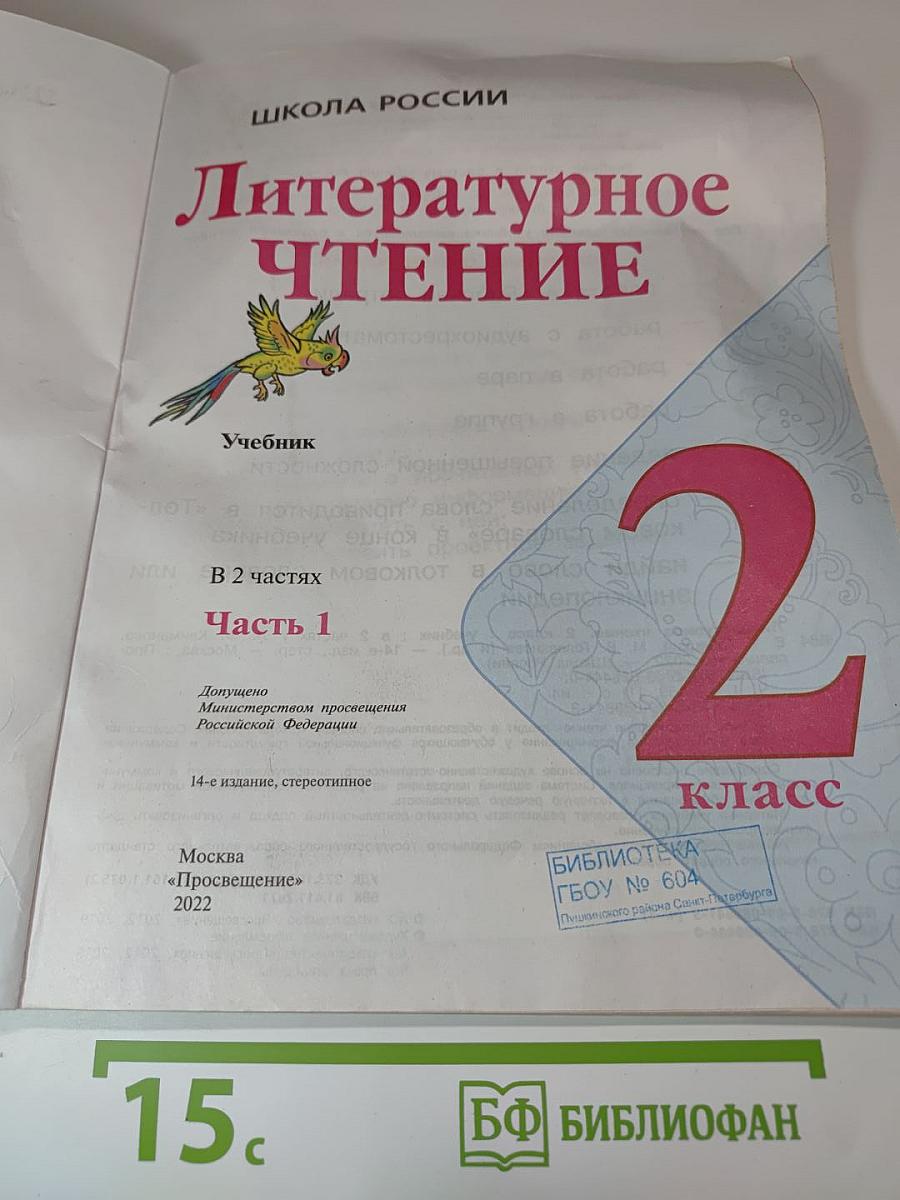 ШКОЛА РОССИИ
Литературное
ЧТЕНИЕ
Учебник
В 2 частях
Часть 1
Допущено
Министерством просвещения
Российской Федерации
14-е издание, стереотипное
Москва
«Просвещение»
2022
2
класс
БИБЛИОТЕКА
ГБОУ № 604
Пушкинского района Санкт-Петербурга
15 с
БФ БИБЛИОФАН